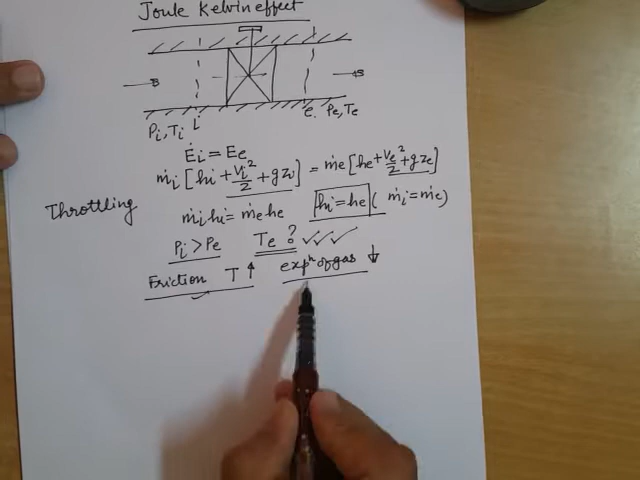 Joule Kelvin effect
Pi, Ti i e. Pe, Te
Ėi = Ee
ṁi [hi + Vi²/2 + gZi] = ṁe [he + Ve²/2 + gZe]
Throttling
ṁi hi = ṁe he hi = he ( ṁi = ṁe)
Pi > Pe Te ? ✓✓✓
Friction T ↑ expⁿ of gas ↓